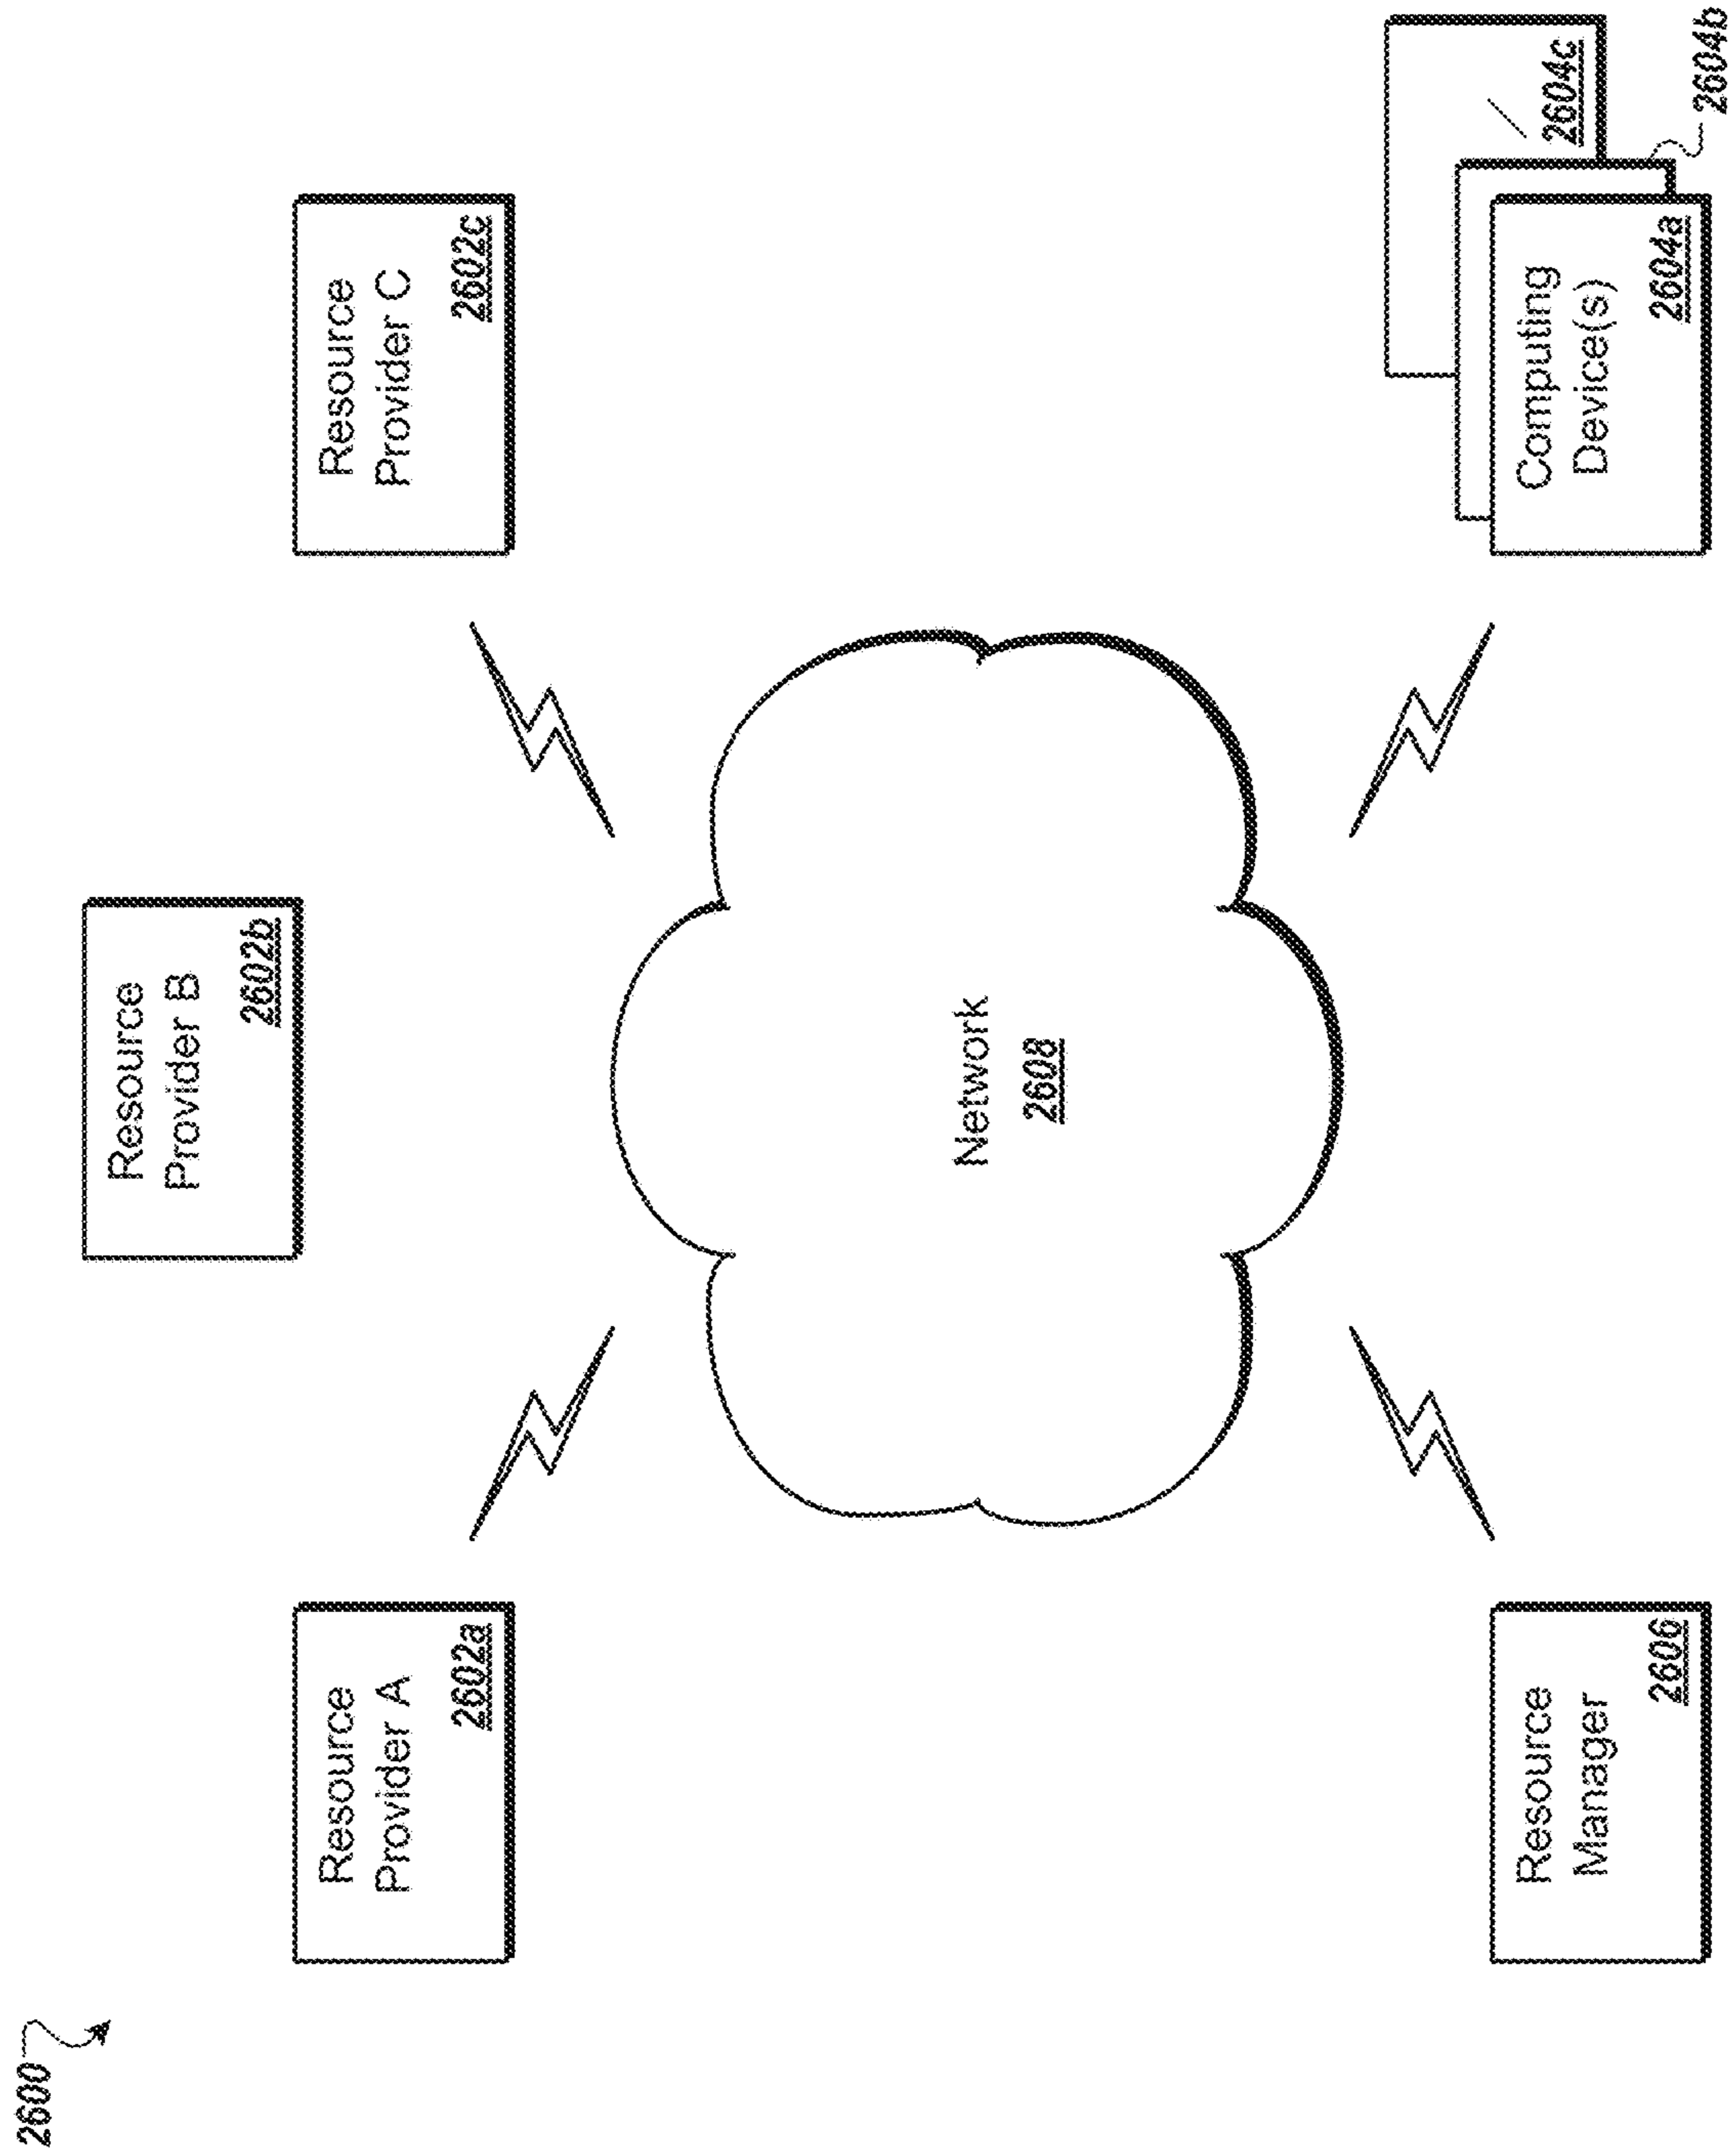 2600
Resource
Provider B
2602b
Resource
Provider A
2602a
Resource
Provider C
2602c
Network
2608
Resource
Manager
2606
2604c
Computing
Device(s)
2604a
2604b